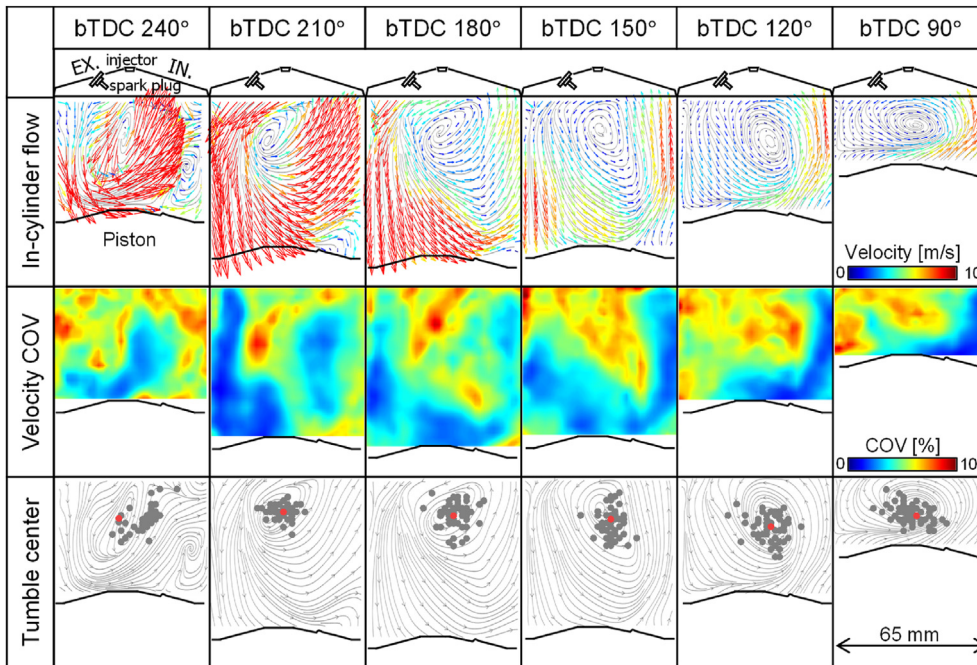 bTDC 240° bTDC 210° bTDC 180° bTDC 150° bTDC 120° bTDC 90°
EX. injector IN.
spark plug
In-cylinder flow
Piston
Velocity [m/s]
0 10
Velocity COV
COV [%]
0 10
Tumble center
65 mm